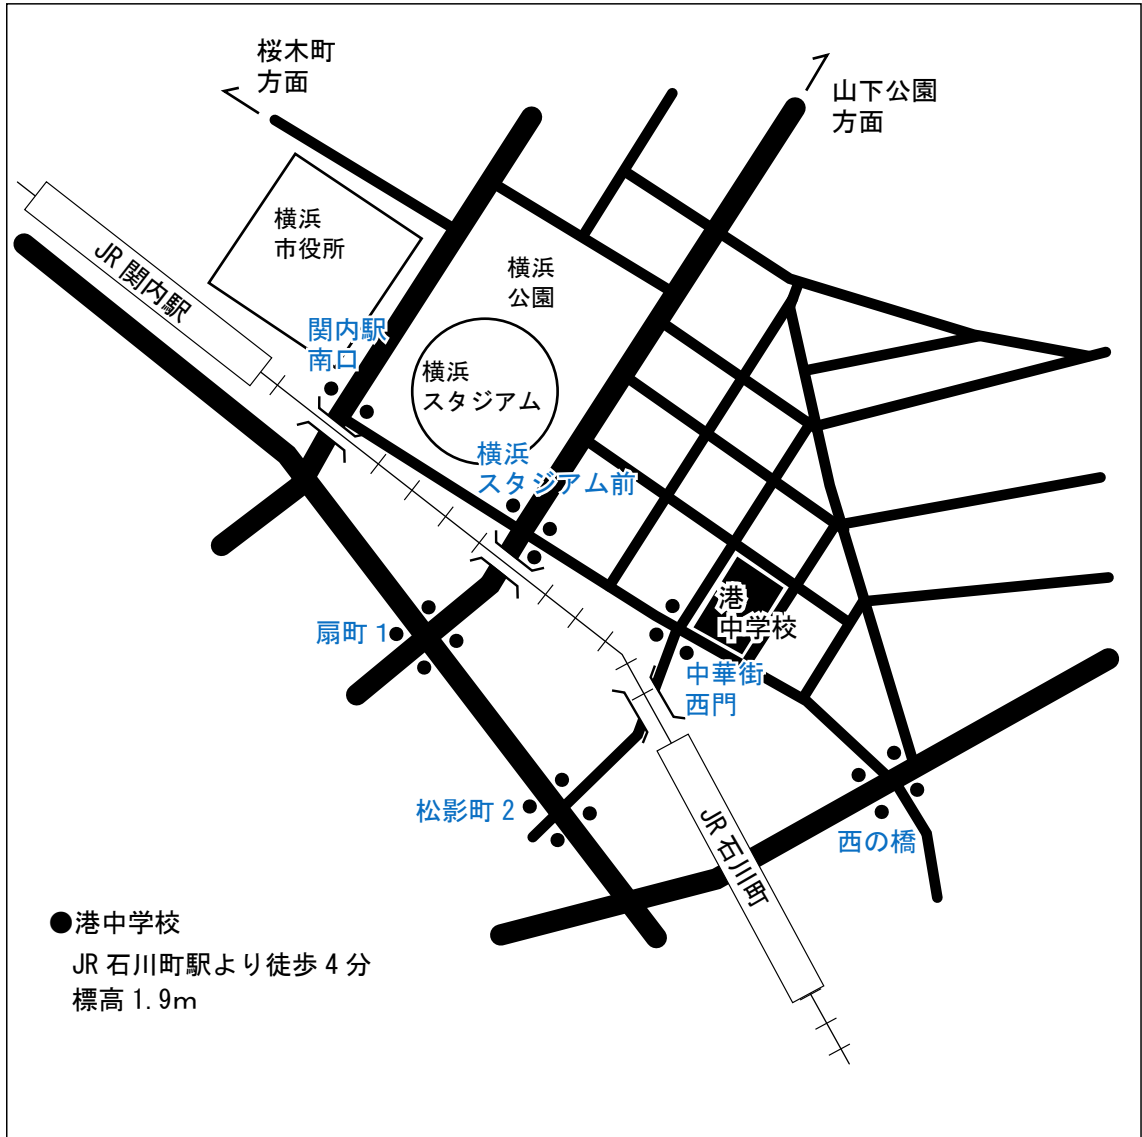 桜木町
方面
山下公園
方面
横浜
市役所
JR 関内駅
横浜
公園
関内駅
南口
横浜
スタジアム
横浜
スタジアム前
港
中学校
扇町 1
中華街
西門
松影町 2
JR 石川町
西の橋
●港中学校
JR 石川町駅より徒歩 4 分
標高 1.9m